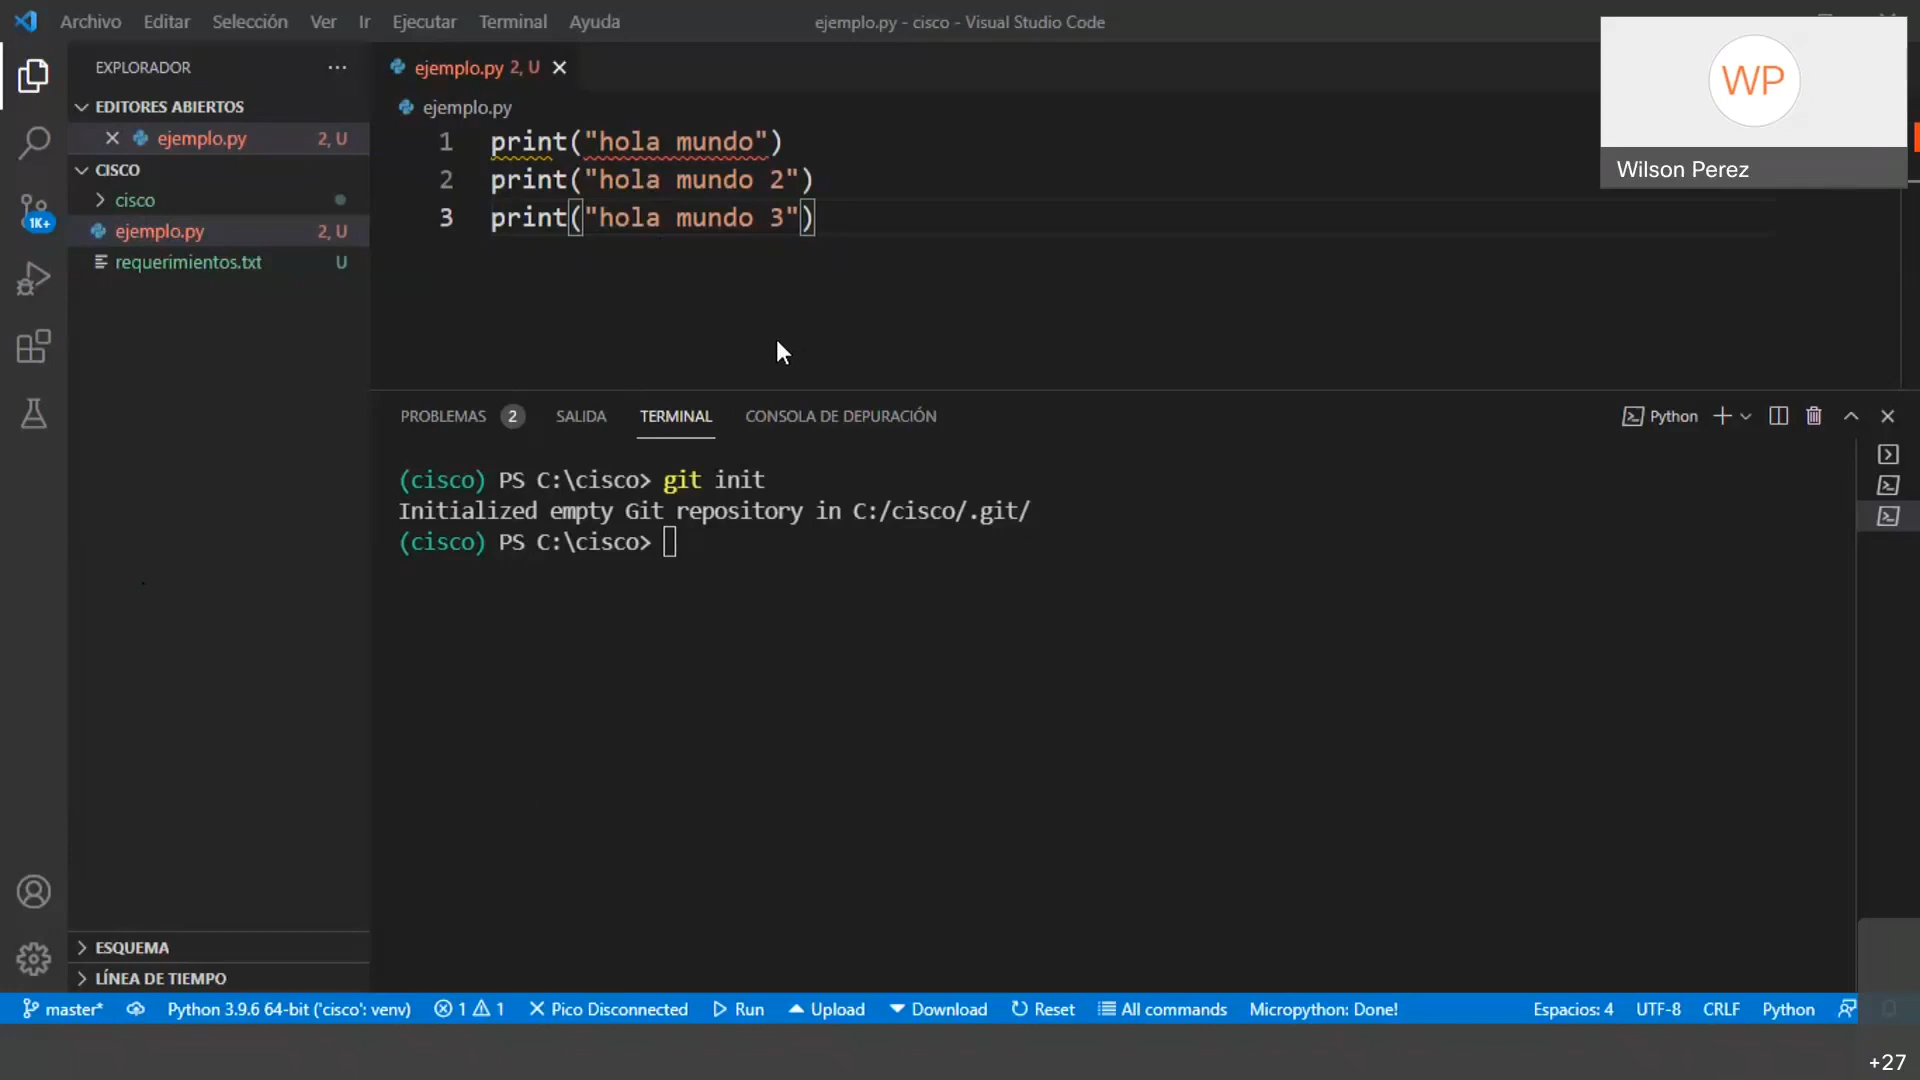 Archivo Editar Selección Ver Ir Ejecutar Terminal Ayuda
ejemplo.py - cisco - Visual Studio Code
WP
Wilson Perez
EXPLORADOR
EDITORES ABIERTOS
ejemplo.py 2, U
CISCO
cisco
ejemplo.py 2, U
requerimientos.txt U
1K+
ESQUEMA
LÍNEA DE TIEMPO
ejemplo.py 2, U
ejemplo.py
1 print("hola mundo")
2 print("hola mundo 2")
3 print("hola mundo 3")
PROBLEMAS 2 SALIDA TERMINAL CONSOLA DE DEPURACIÓN
Python
(cisco) PS C:\cisco> git init
Initialized empty Git repository in C:/cisco/.git/
(cisco) PS C:\cisco>
master* Python 3.9.6 64-bit ('cisco': venv) 1 1 Pico Disconnected Run Upload Download Reset All commands Micropython: Done! Espacios: 4 UTF-8 CRLF Python
+27